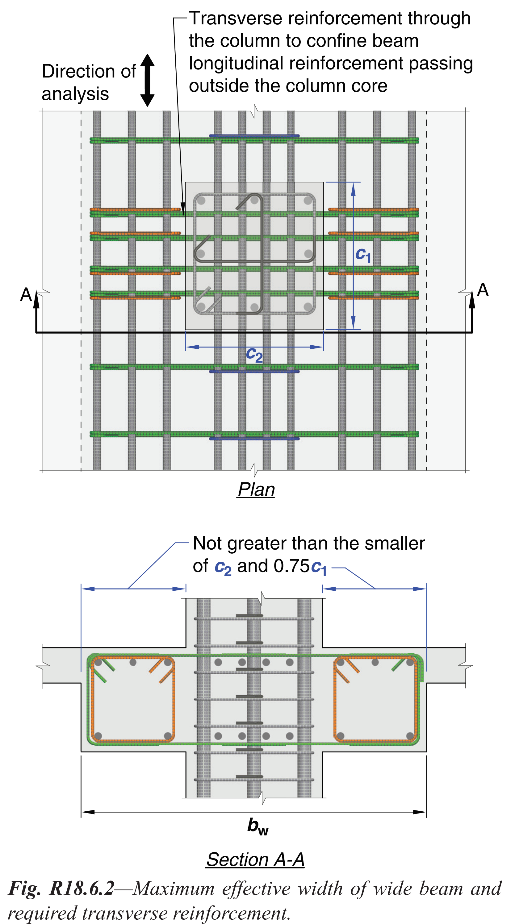 Transverse reinforcement through
the column to confine beam
longitudinal reinforcement passing
outside the column core
Direction of
analysis
c1
A
A
c2
Plan
Not greater than the smaller
of c2 and 0.75c1
bw
Section A-A
Fig. R18.6.2—Maximum effective width of wide beam and
required transverse reinforcement.